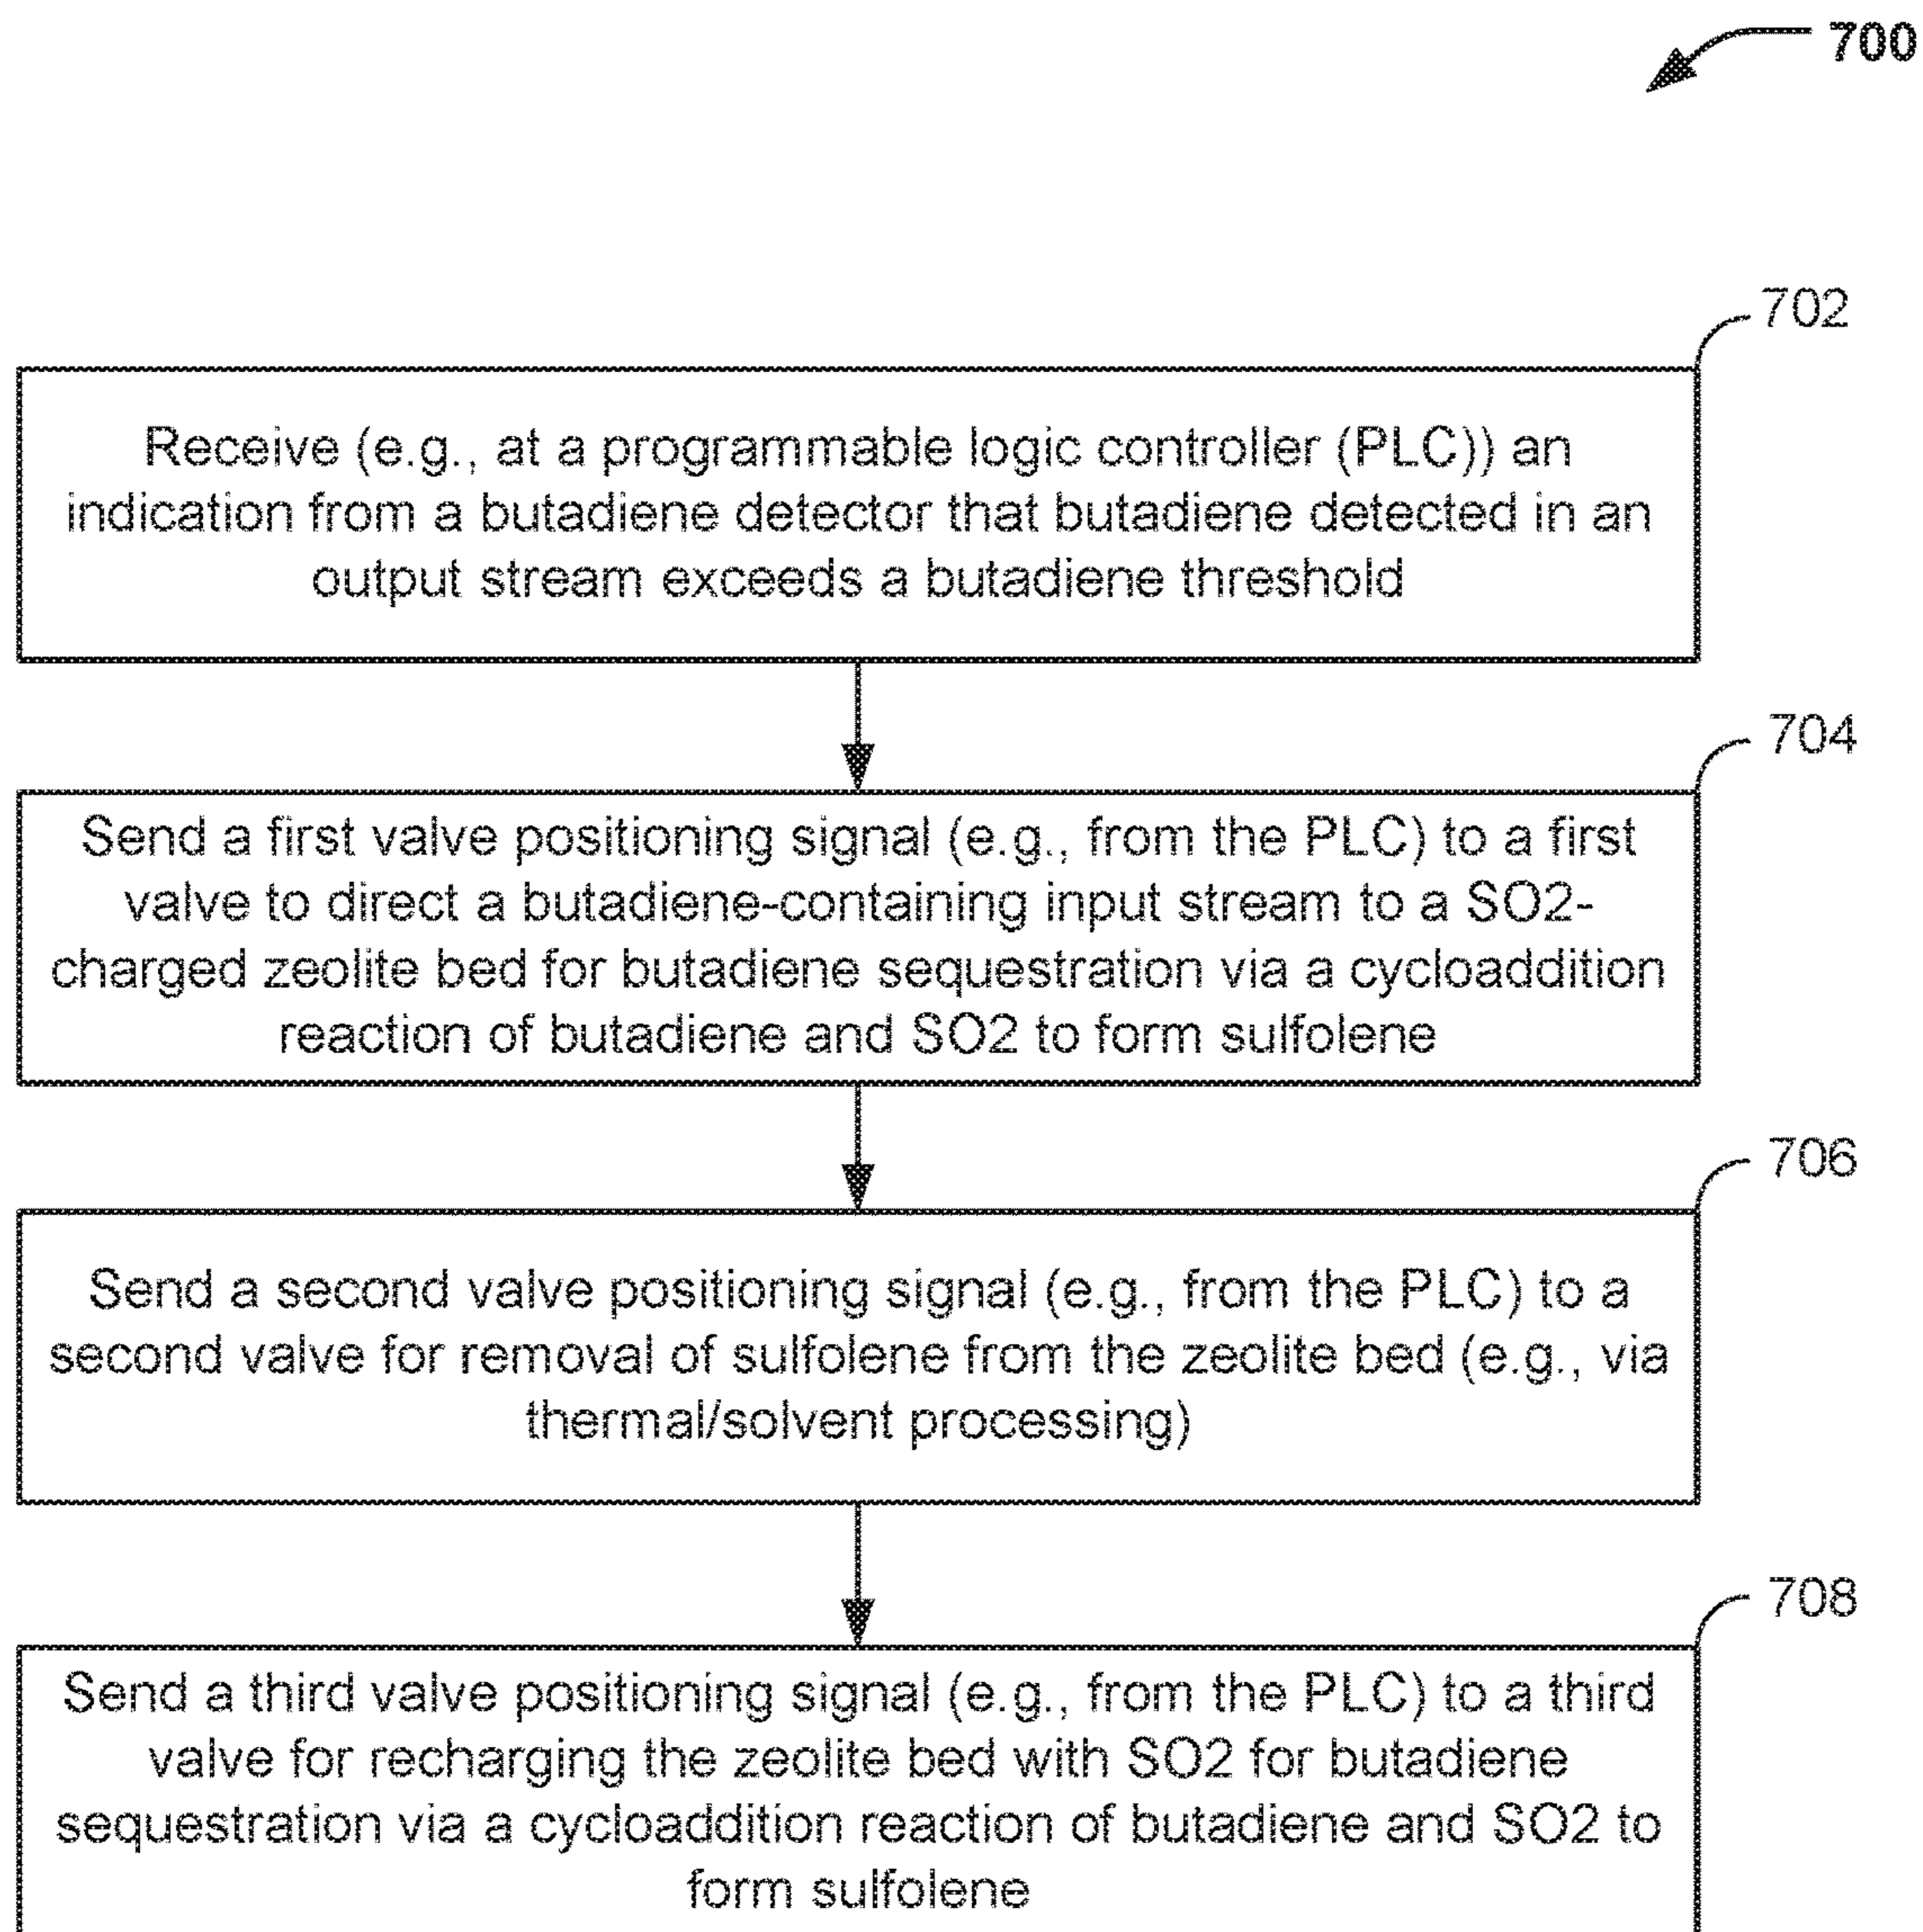 700
702
Receive (e.g., at a programmable logic controller (PLC)) an
indication from a butadiene detector that butadiene detected in an
output stream exceeds a butadiene threshold
704
Send a first valve positioning signal (e.g., from the PLC) to a first
valve to direct a butadiene-containing input stream to a SO2-
charged zeolite bed for butadiene sequestration via a cycloaddition
reaction of butadiene and SO2 to form sulfolene
706
Send a second valve positioning signal (e.g., from the PLC) to a
second valve for removal of sulfolene from the zeolite bed (e.g., via
thermal/solvent processing)
708
Send a third valve positioning signal (e.g., from the PLC) to a third
valve for recharging the zeolite bed with SO2 for butadiene
sequestration via a cycloaddition reaction of butadiene and SO2 to
form sulfolene